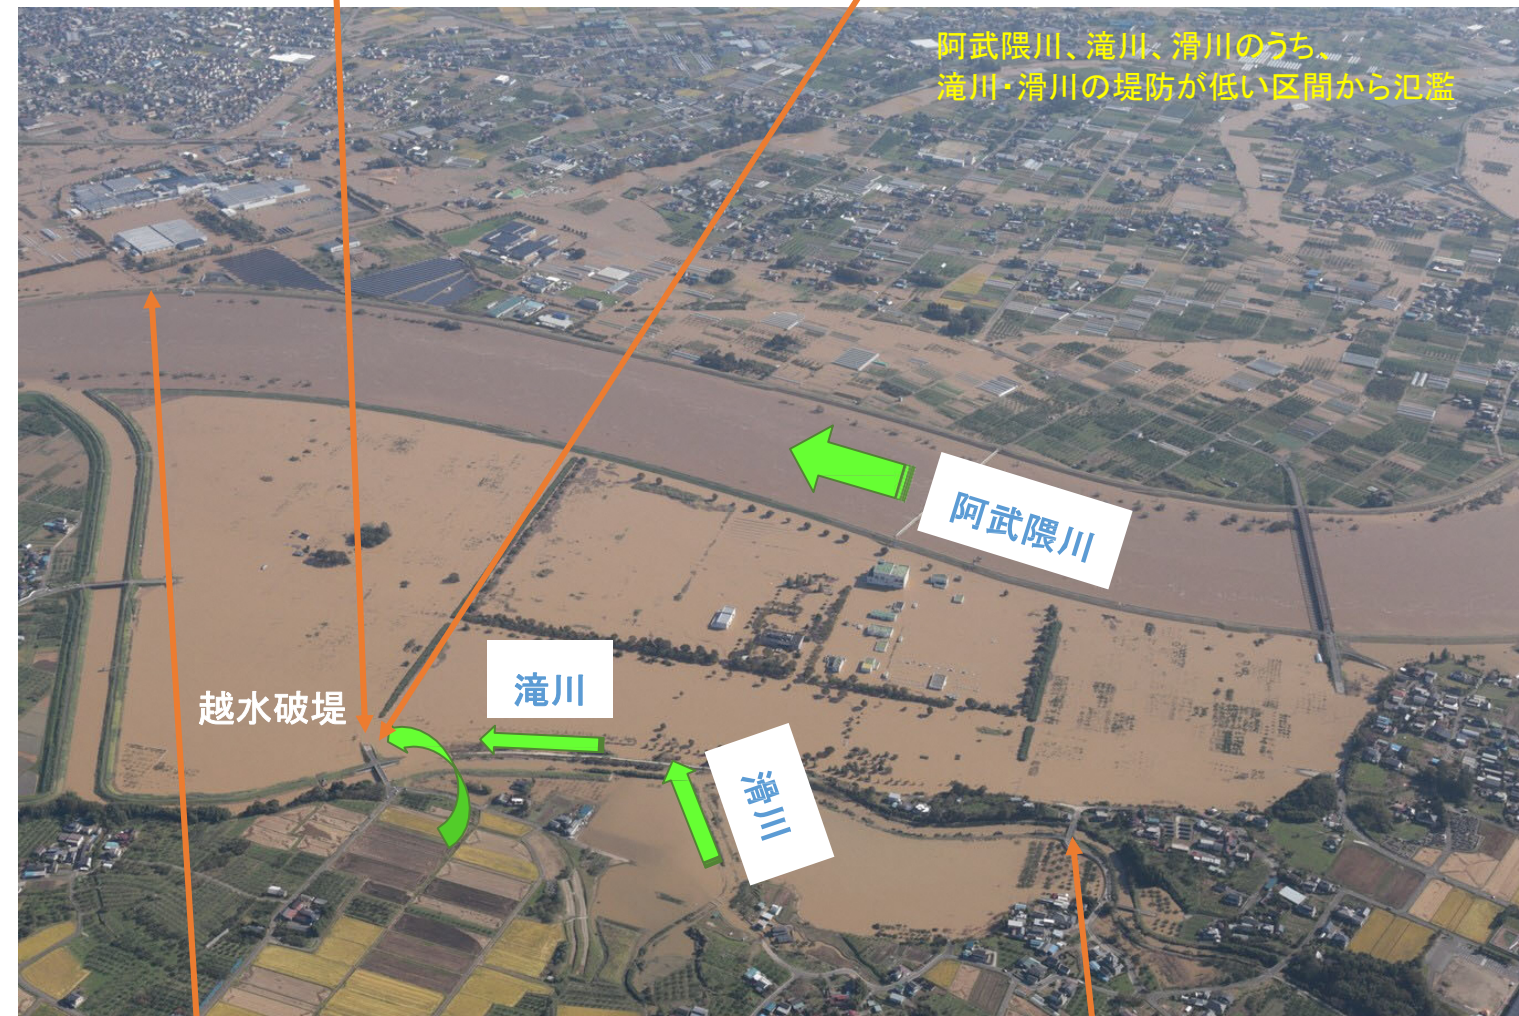 阿武隈川、滝川、滑川のうち、
滝川・滑川の堤防が低い区間から氾濫
阿武隈川
滝川
越水破堤
滑川